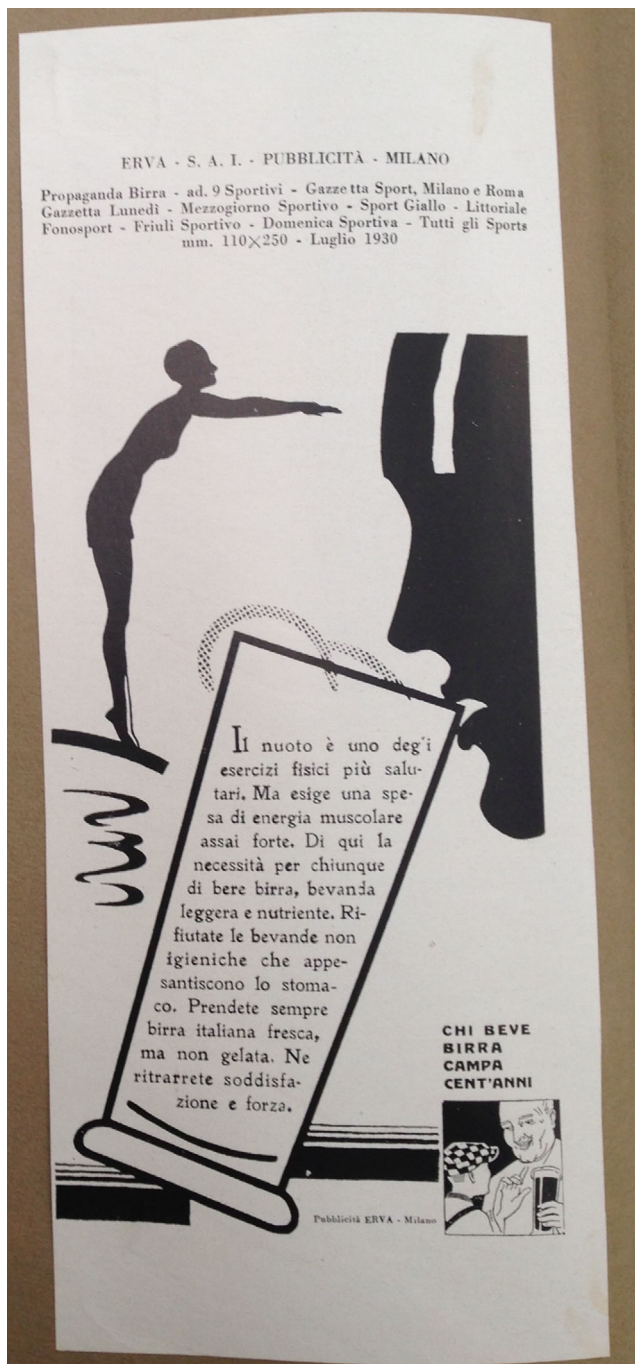 ERVA - S. A. I. - PUBBLICITÀ - MILANO
Propaganda Birra - ad. 9 Sportivi - Gazzetta Sport, Milano e Roma
Gazzetta Lunedì - Mezzogiorno Sportivo - Sport Giallo - Littoriale
Fonosport - Friuli Sportivo - Domenica Sportiva - Tutti gli Sports
mm. 110×250 - Luglio 1930
Il nuoto è uno degli
esercizi fisici più salu-
tari. Ma esige una spe-
sa di energia muscolare
assai forte. Di qui la
necessità per chiunque
di bere birra, bevanda
leggera e nutriente. Ri-
fiutate le bevande non
igieniche che appe-
santiscono lo stoma-
co. Prendete sempre
birra italiana fresca,
ma non gelata. Ne
ritrarrete soddisfa-
zione e forza.
CHI BEVE
BIRRA
CAMPA
CENT'ANNI
Pubblicità ERVA - Milano